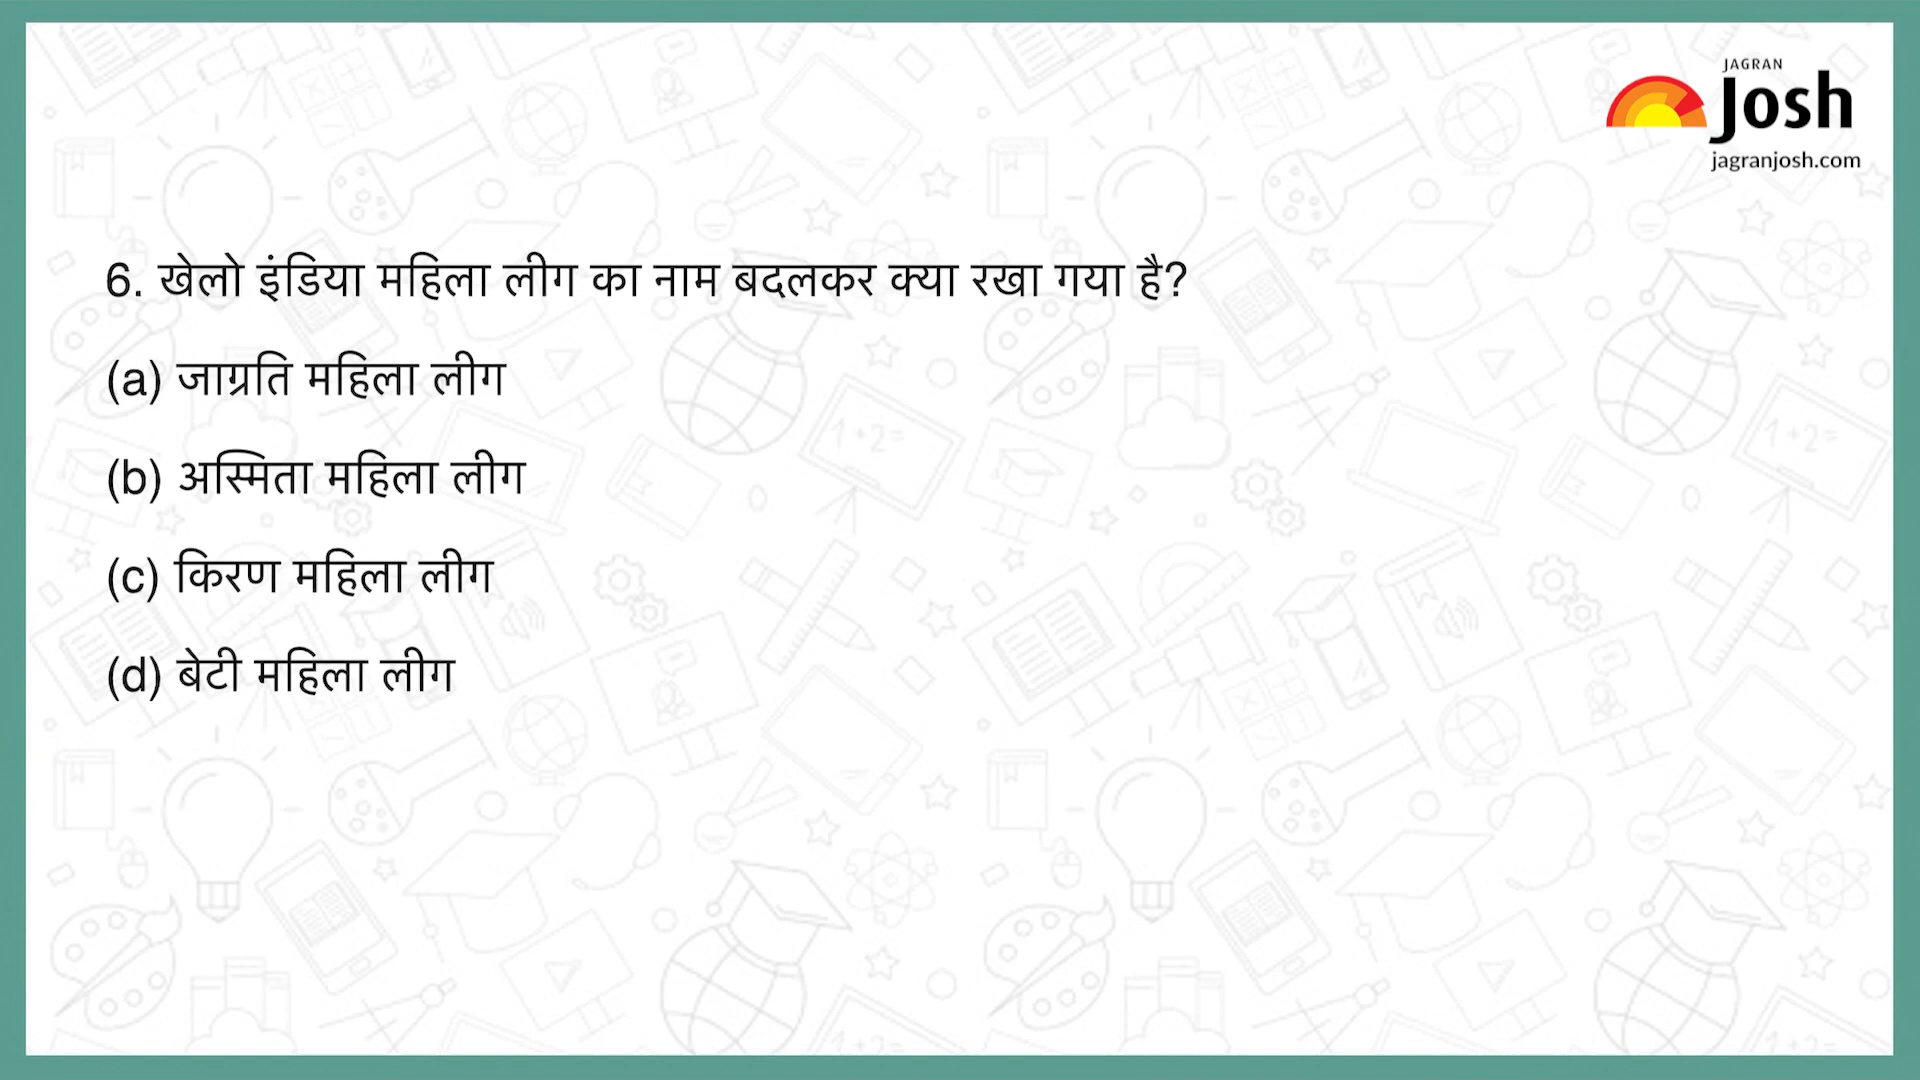 JAGRAN
Josh
jagranjosh.com
6. खेलो इंडिया महिला लीग का नाम बदलकर क्या रखा गया है?
(a) जाग्रति महिला लीग
(b) अस्मिता महिला लीग
(c) किरण महिला लीग
(d) बेटी महिला लीग